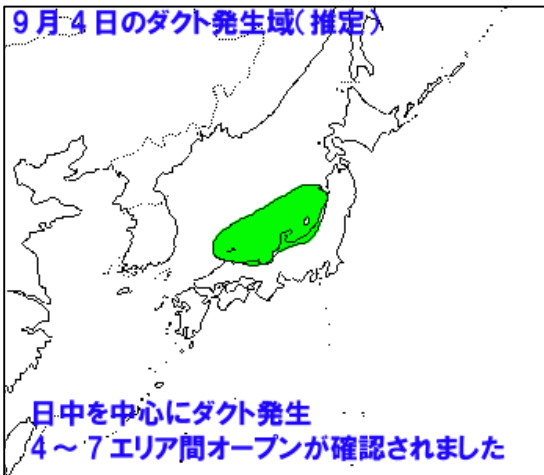 9月4日のダクト発生域(推定)
日中を中心にダクト発生
4～7エリア間オープンが確認されました